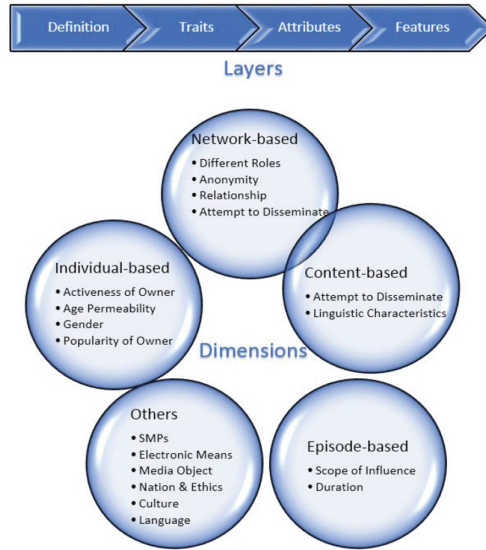 Definition Traits Attributes Features
Layers
Network-based
• Different Roles
• Anonymity
• Relationship
• Attempt to Disseminate
Individual-based
• Activeness of Owner
• Age Permeability
• Gender
• Popularity of Owner
Content-based
• Attempt to Disseminate
• Linguistic Characteristics
Dimensions
Others
• SMPs
• Electronic Means
• Media Object
• Nation & Ethics
• Culture
• Language
Episode-based
• Scope of Influence
• Duration